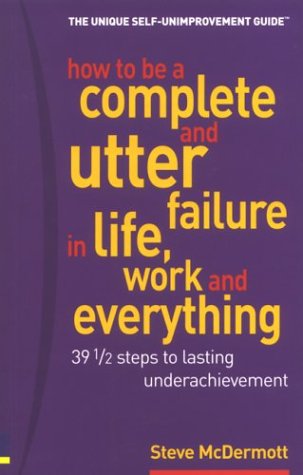 THE UNIQUE SELF-UNIMPROVEMENT GUIDE™
how to be a
complete
and
utter
failure
in life,
work and
everything
39 1/2 steps to lasting
underachievement
Steve McDermott